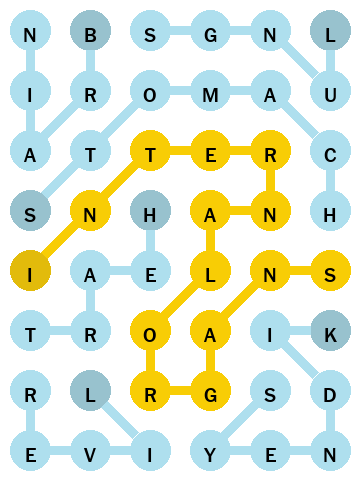 N B S G N L
I R O M A U
A T T E R C
S N H A N H
I A E L N S
T R O A I K
R L R G S D
E V I Y E N